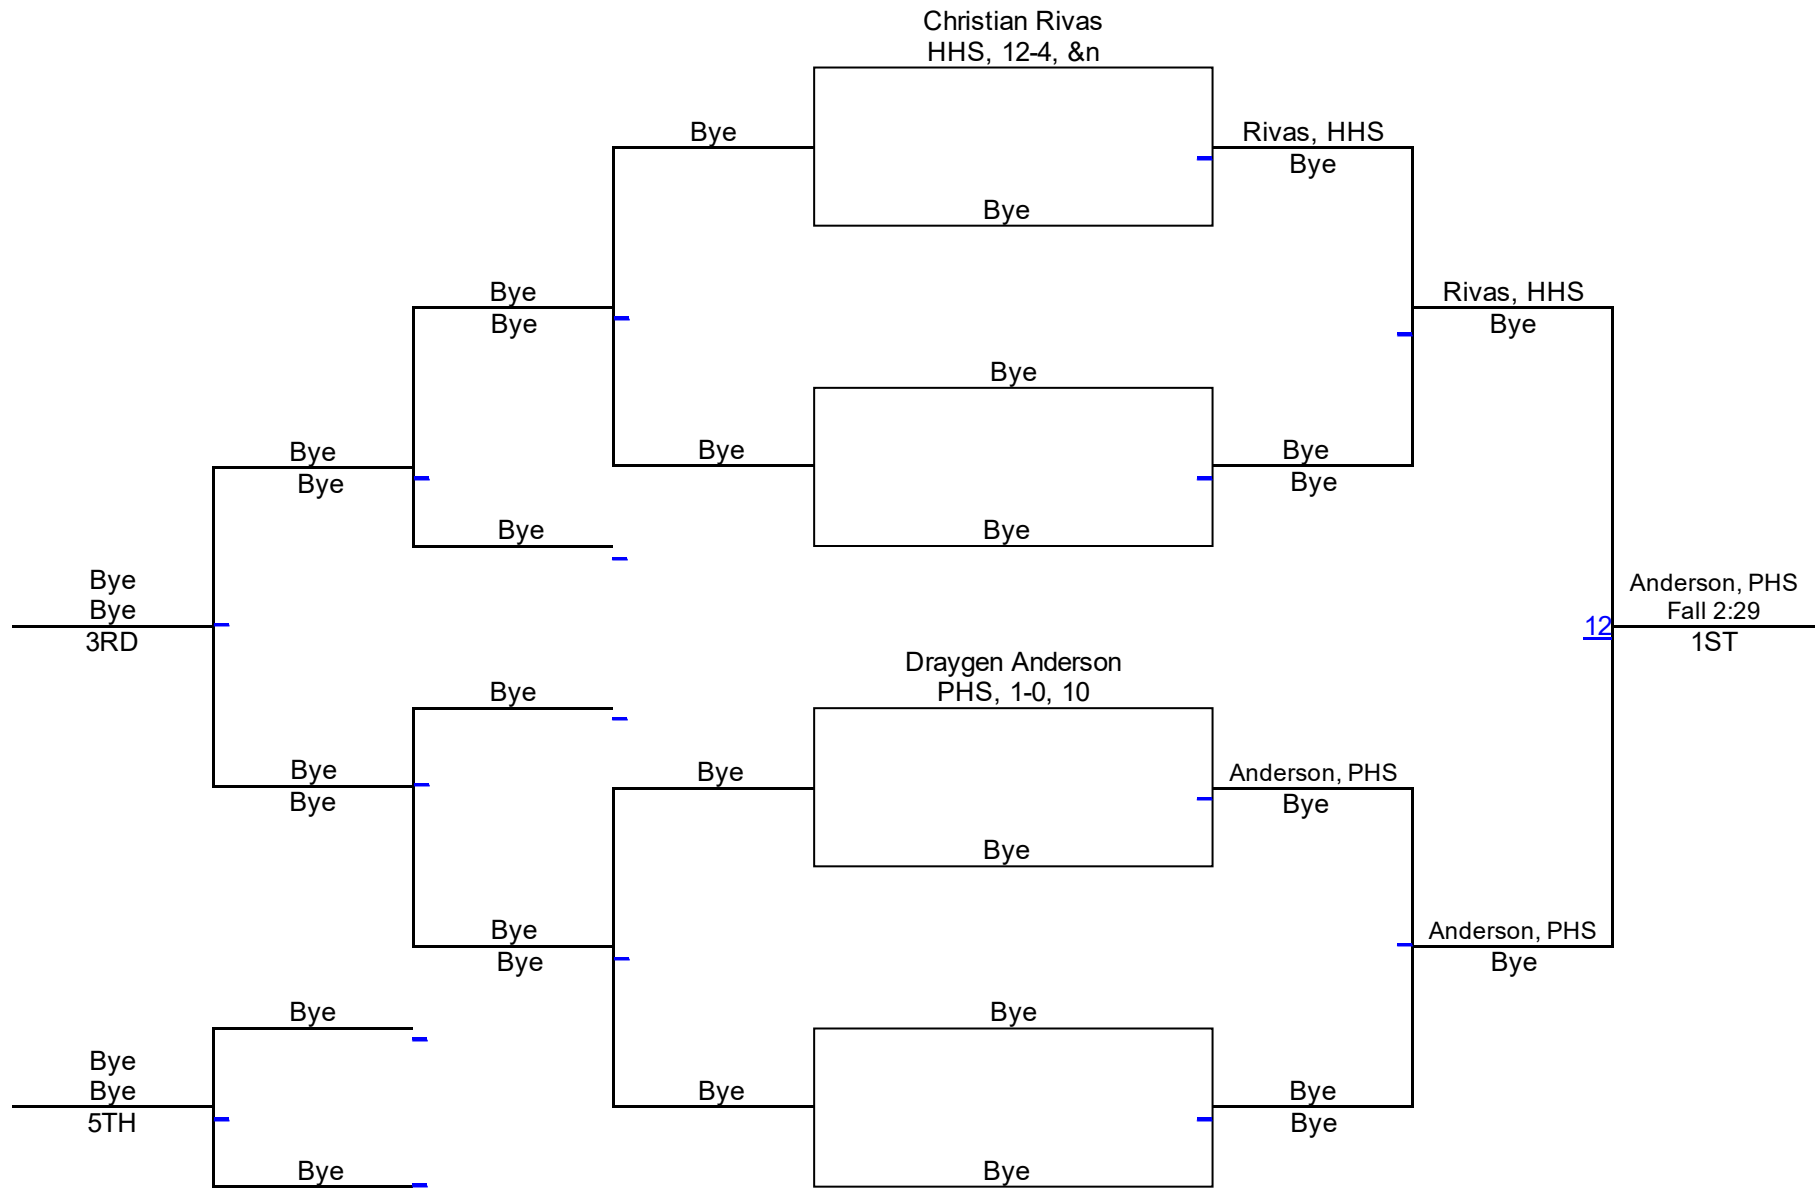 Christian Rivas
HHS, 12-4, &n
Bye
Rivas, HHS
Bye
Bye
Bye
Bye
Rivas, HHS
Bye
Bye
Bye
Bye
Bye
Bye
Bye
Bye
Bye
Bye
Bye
3RD
Anderson, PHS
Fall 2:29
12
1ST
Draygen Anderson
PHS, 1-0, 10
Bye
Bye
Bye
Bye
Anderson, PHS
Bye
Bye
Bye
Bye
Anderson, PHS
Bye
Bye
Bye
Bye
Bye
5TH
Bye
Bye
Bye
Bye
Bye